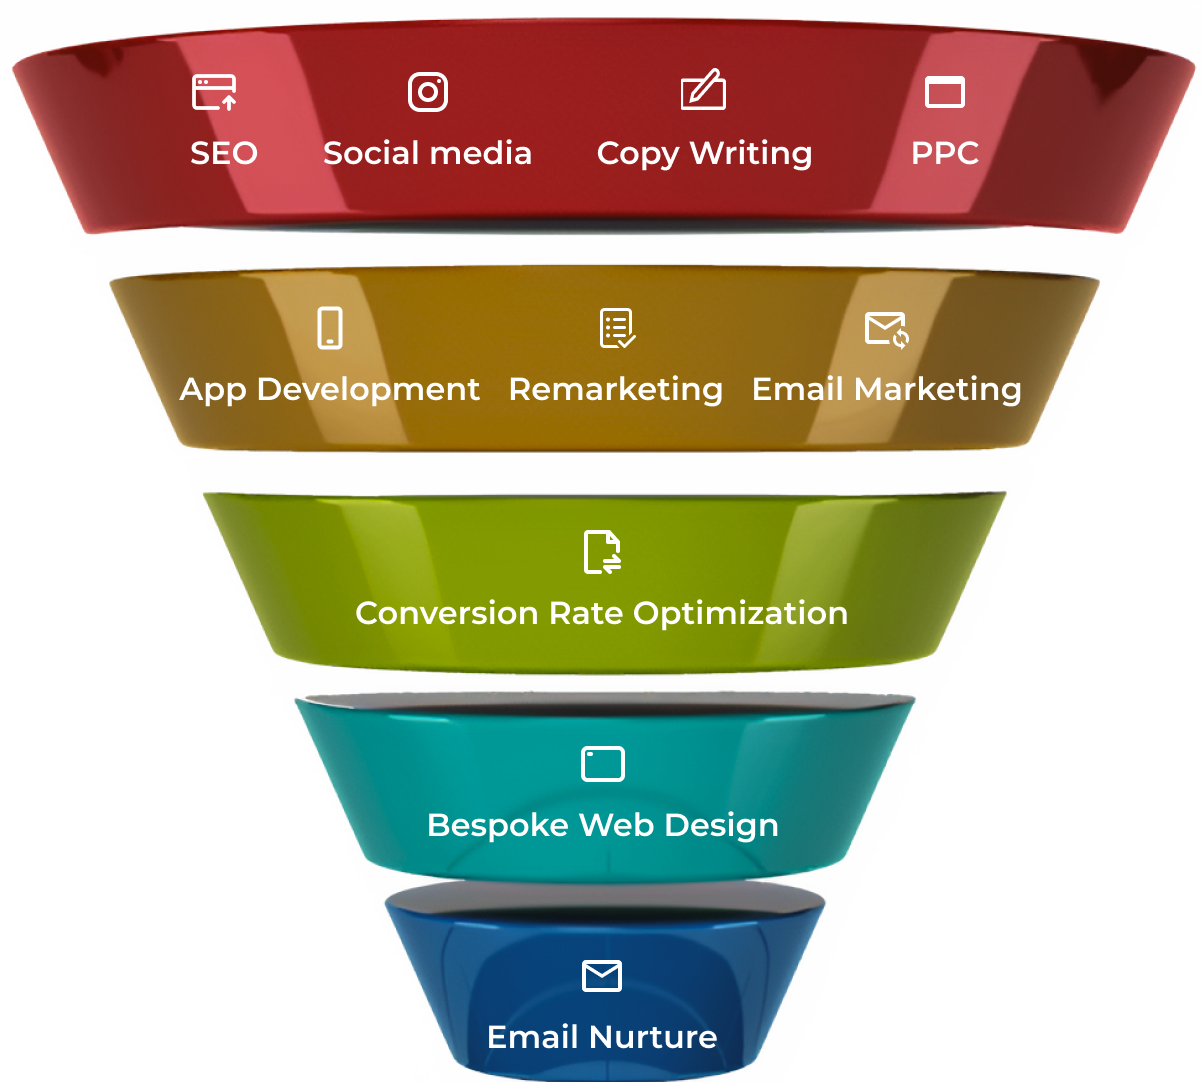 SEO Social media Copy Writing PPC
App Development Remarketing Email Marketing
Conversion Rate Optimization
Bespoke Web Design
Email Nurture